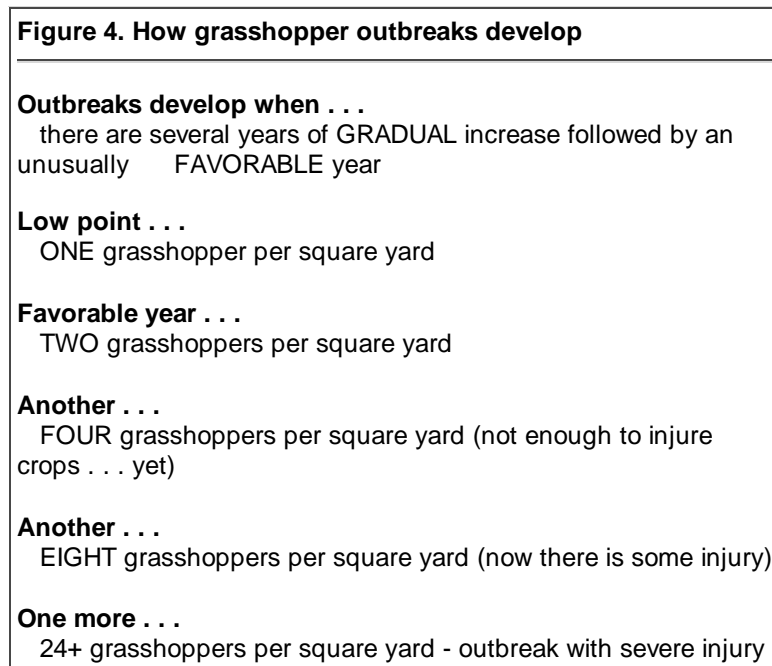 Figure 4. How grasshopper outbreaks develop
Outbreaks develop when . . .
there are several years of GRADUAL increase followed by an
unusually FAVORABLE year
Low point . . .
ONE grasshopper per square yard
Favorable year . . .
TWO grasshoppers per square yard
Another . . .
FOUR grasshoppers per square yard (not enough to injure
crops . . . yet)
Another . . .
EIGHT grasshoppers per square yard (now there is some injury)
One more . . .
24+ grasshoppers per square yard - outbreak with severe injury